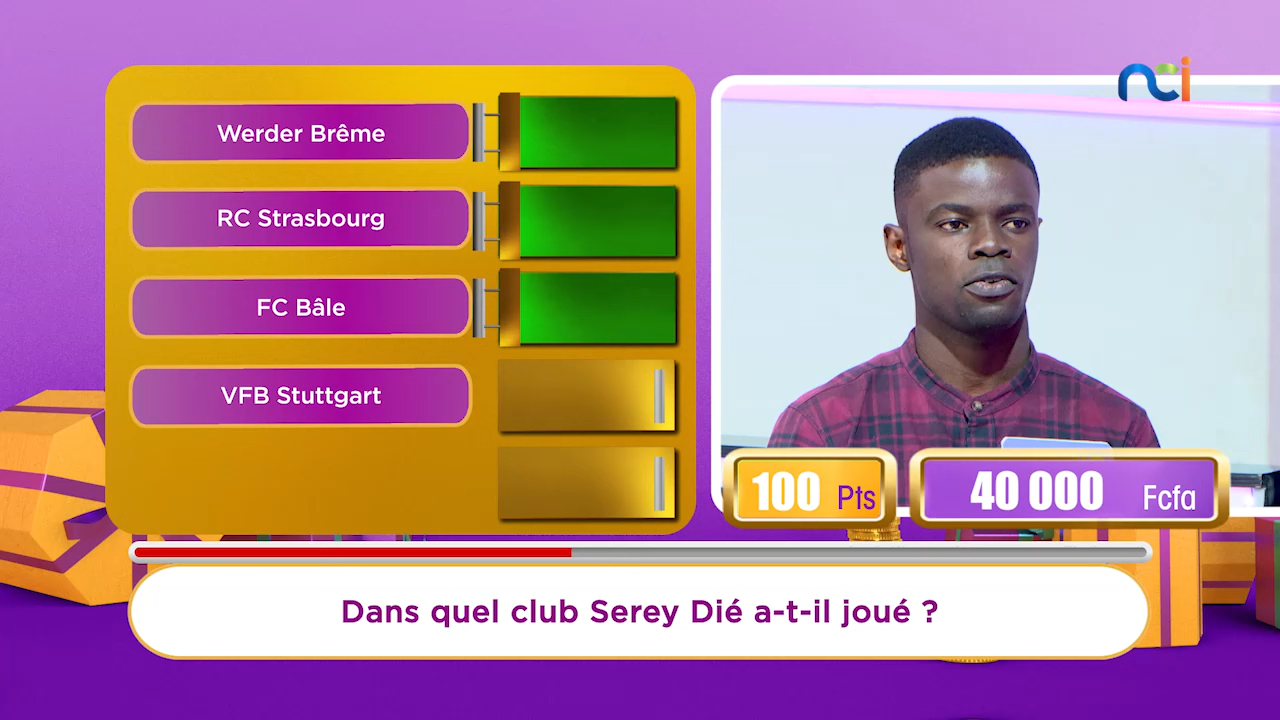 nci
Werder Brême
RC Strasbourg
FC Bâle
VFB Stuttgart
100 Pts
40 000 Fcfa
Dans quel club Serey Dié a-t-il joué ?